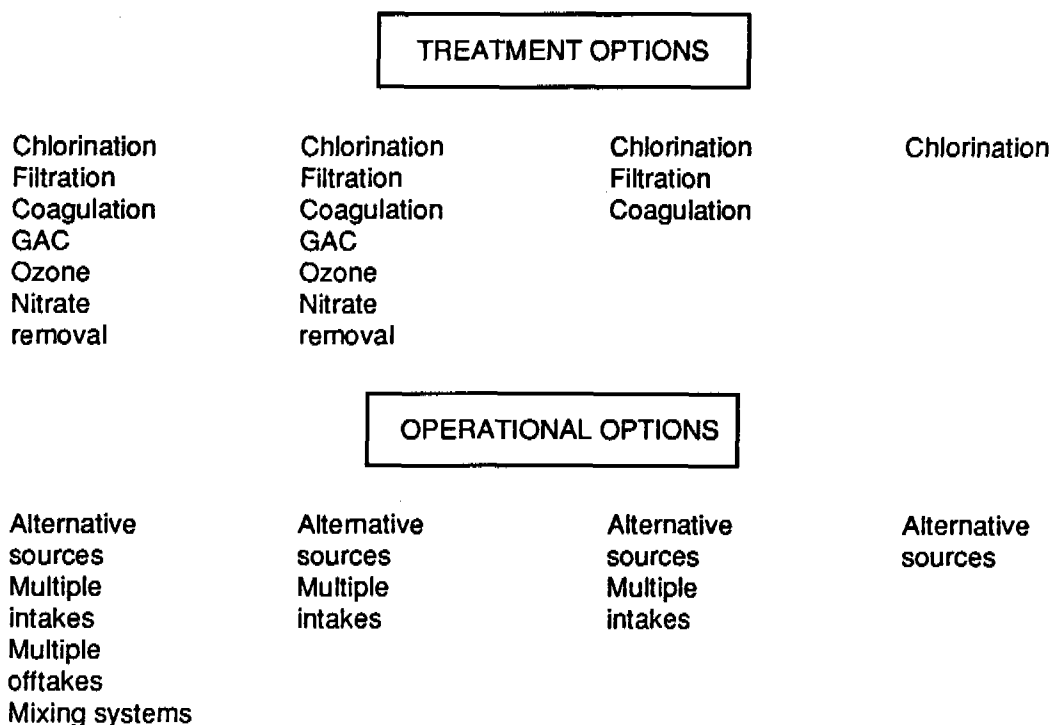 TREATMENT OPTIONS
Chlorination
Filtration
Coagulation
GAC
Ozone
Nitrate
removal
Chlorination
Filtration
Coagulation
GAC
Ozone
Nitrate
removal
Chlorination
Filtration
Coagulation
Chlorination
OPERATIONAL OPTIONS
Alternative
sources
Multiple
intakes
Multiple
offtakes
Mixing systems
Alternative
sources
Multiple
intakes
Alternative
sources
Multiple
intakes
Alternative
sources